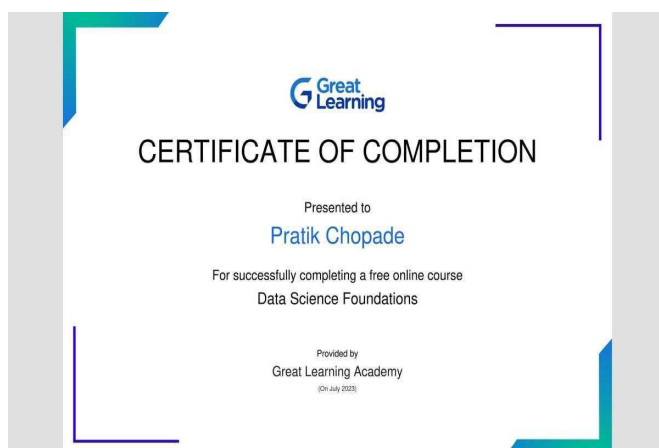 Great
Learning
CERTIFICATE OF COMPLETION
Presented to
Pratik Chopade
For successfully completing a free online course
Data Science Foundations
Provided by
Great Learning Academy
(On July 2023)